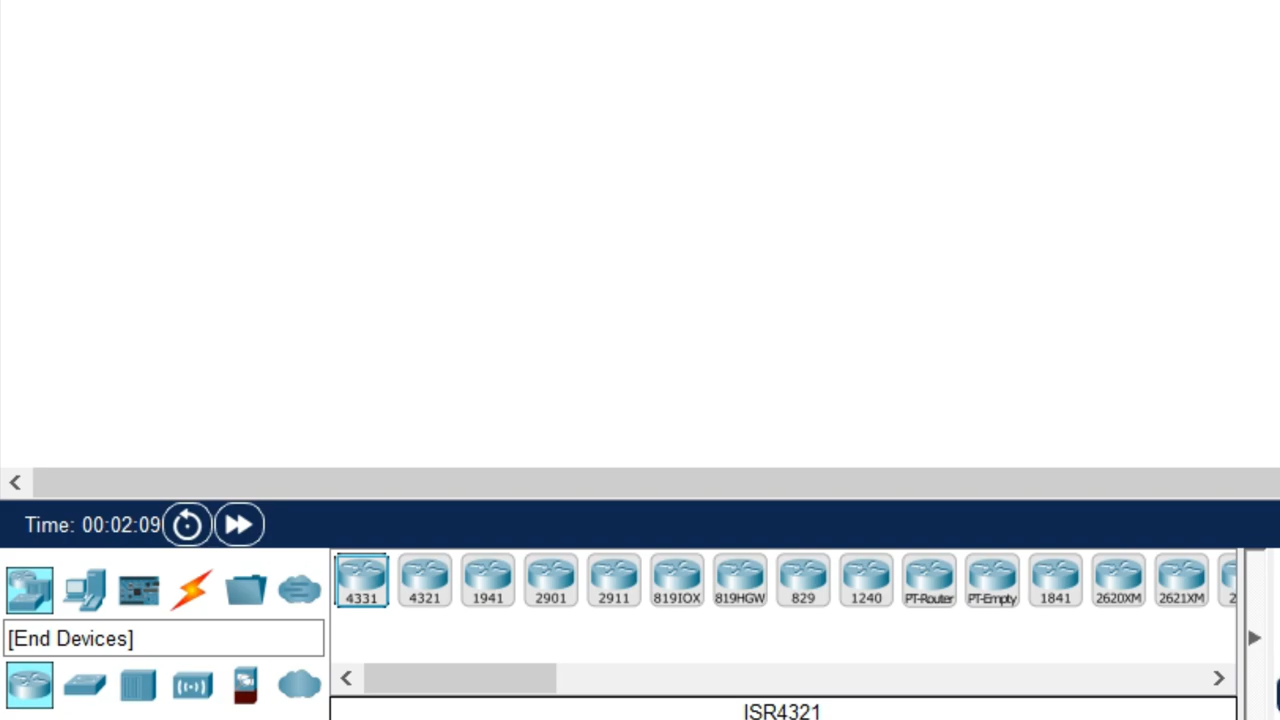 Time: 00:02:09
4331 4321 1941 2901 2911 819IOX 819HGW 829 1240 PT-Router PT-Empty 1841 2620XM 2621XM
[End Devices]
ISR4321